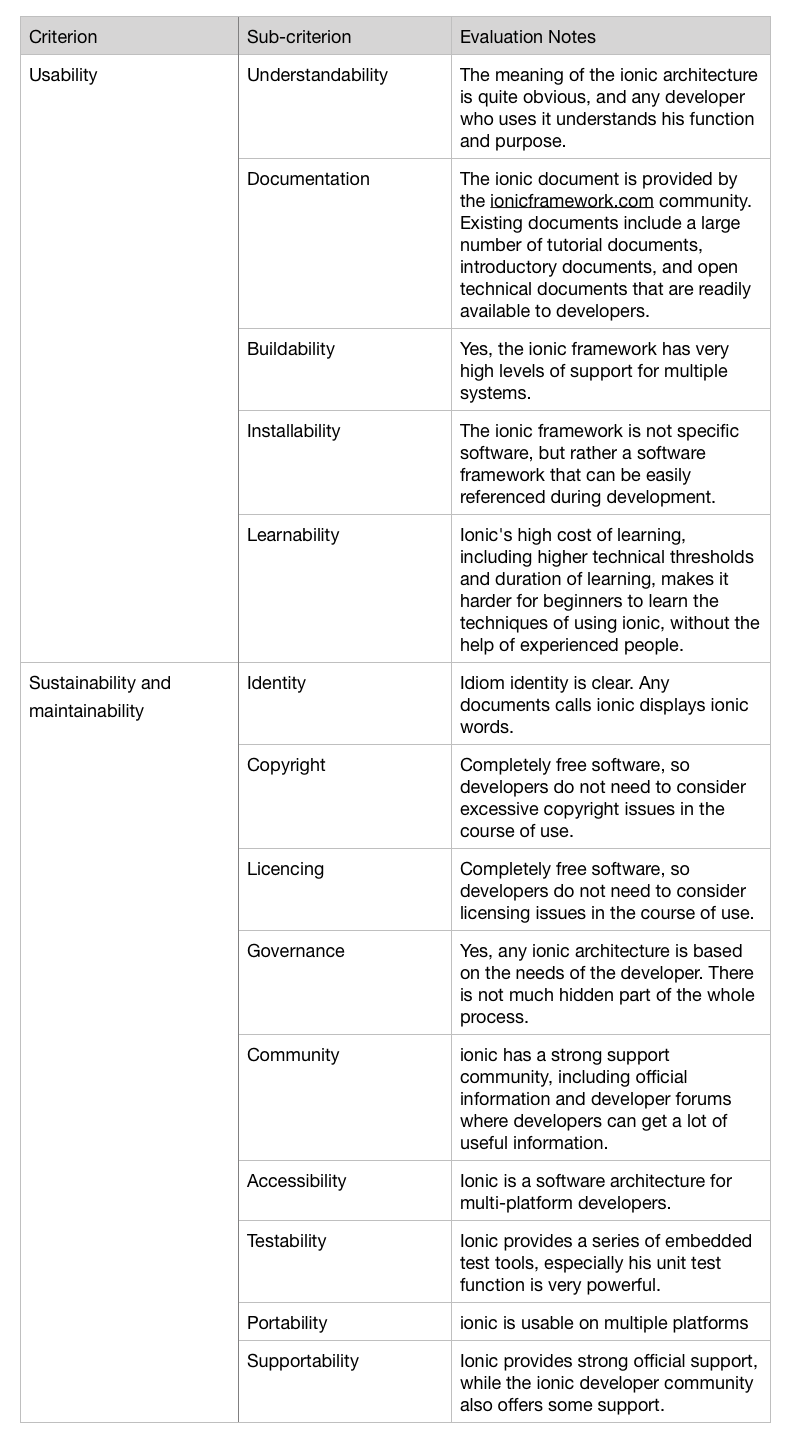 Criterion
Sub-criterion
Evaluation Notes
Usability
Understandability
The meaning of the ionic architecture
is quite obvious, and any developer
who uses it understands his function
and purpose.
Documentation
The ionic document is provided by
the ionicframework.com community.
Existing documents include a large
number of tutorial documents,
introductory documents, and open
technical documents that are readily
available to developers.
Buildability
Yes, the ionic framework has very
high levels of support for multiple
systems.
Installability
The ionic framework is not specific
software, but rather a software
framework that can be easily
referenced during development.
Learnability
Ionic's high cost of learning,
including higher technical thresholds
and duration of learning, makes it
harder for beginners to learn the
techniques of using ionic, without the
help of experienced people.
Sustainability and
maintainability
Identity
Idiom identity is clear. Any
documents calls ionic displays ionic
words.
Copyright
Completely free software, so
developers do not need to consider
excessive copyright issues in the
course of use.
Licencing
Completely free software, so
developers do not need to consider
licensing issues in the course of use.
Governance
Yes, any ionic architecture is based
on the needs of the developer. There
is not much hidden part of the whole
process.
Community
ionic has a strong support
community, including official
information and developer forums
where developers can get a lot of
useful information.
Accessibility
Ionic is a software architecture for
multi-platform developers.
Testability
Ionic provides a series of embedded
test tools, especially his unit test
function is very powerful.
Portability
ionic is usable on multiple platforms
Supportability
Ionic provides strong official support,
while the ionic developer community
also offers some support.